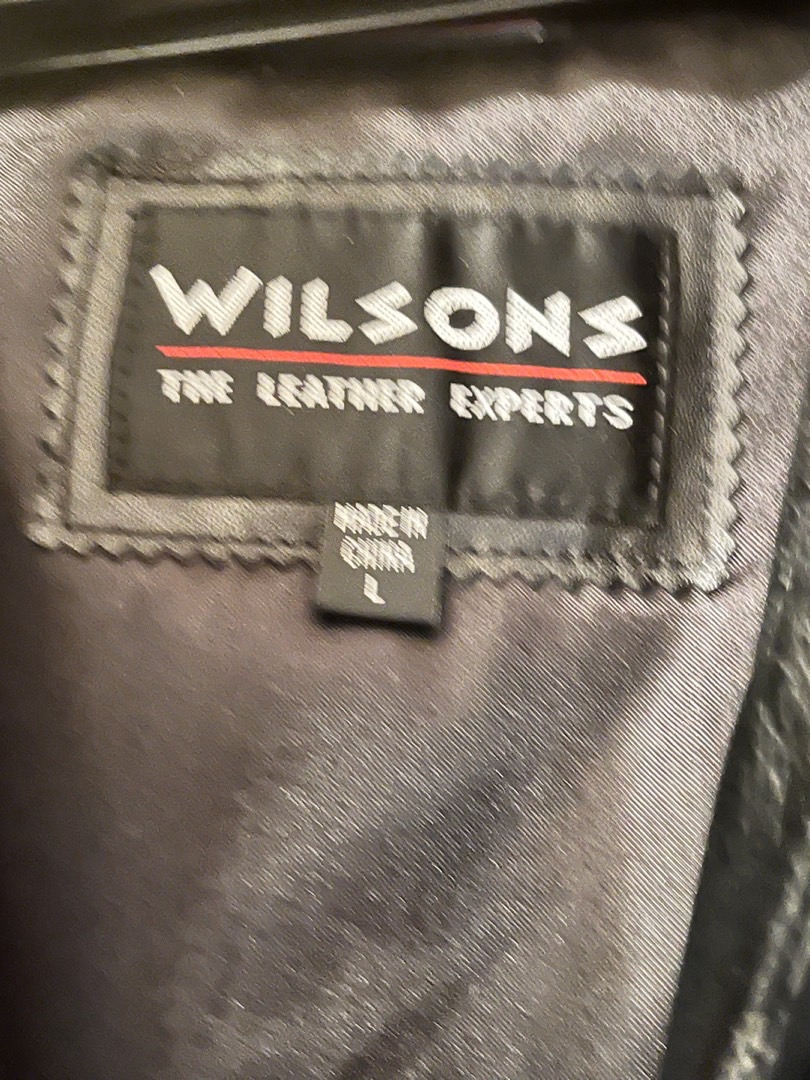 WILSONS
THE LEATHER EXPERTS
MADE IN
CHINA
L